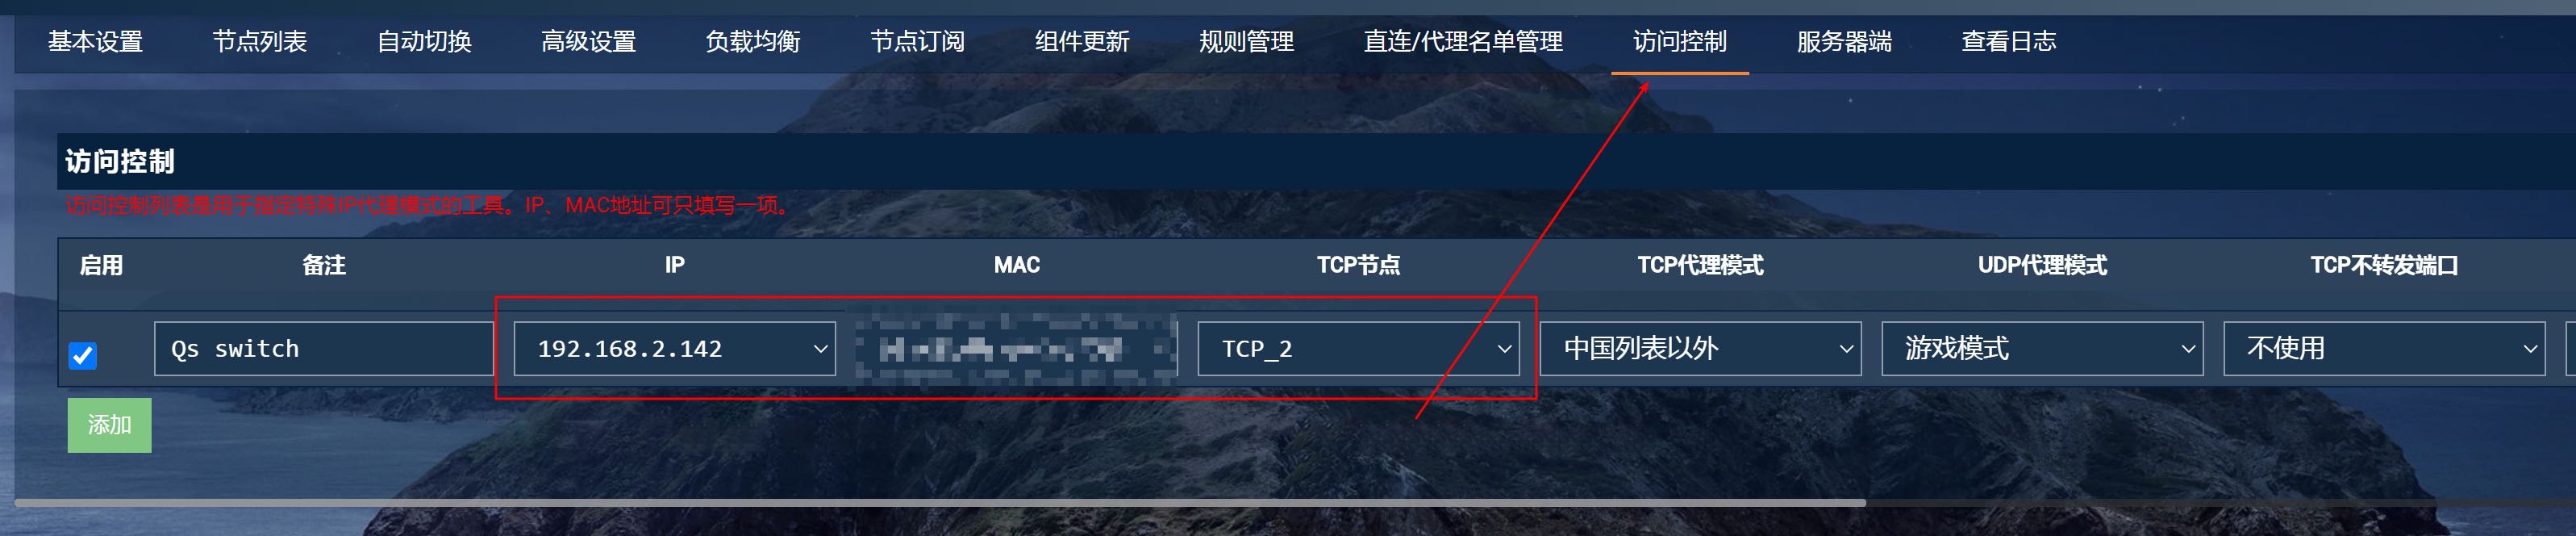 基本设置 节点列表 自动切换 高级设置 负载均衡 节点订阅 组件更新 规则管理 直连/代理名单管理 访问控制 服务器端 查看日志
访问控制
访问控制列表是用于指定特殊IP代理模式的工具。IP、MAC地址可只填写一项。
启用 备注 IP MAC TCP节点 TCP代理模式 UDP代理模式 TCP不转发端口
Qs switch 192.168.2.142 TCP_2 中国列表以外 游戏模式 不使用
添加